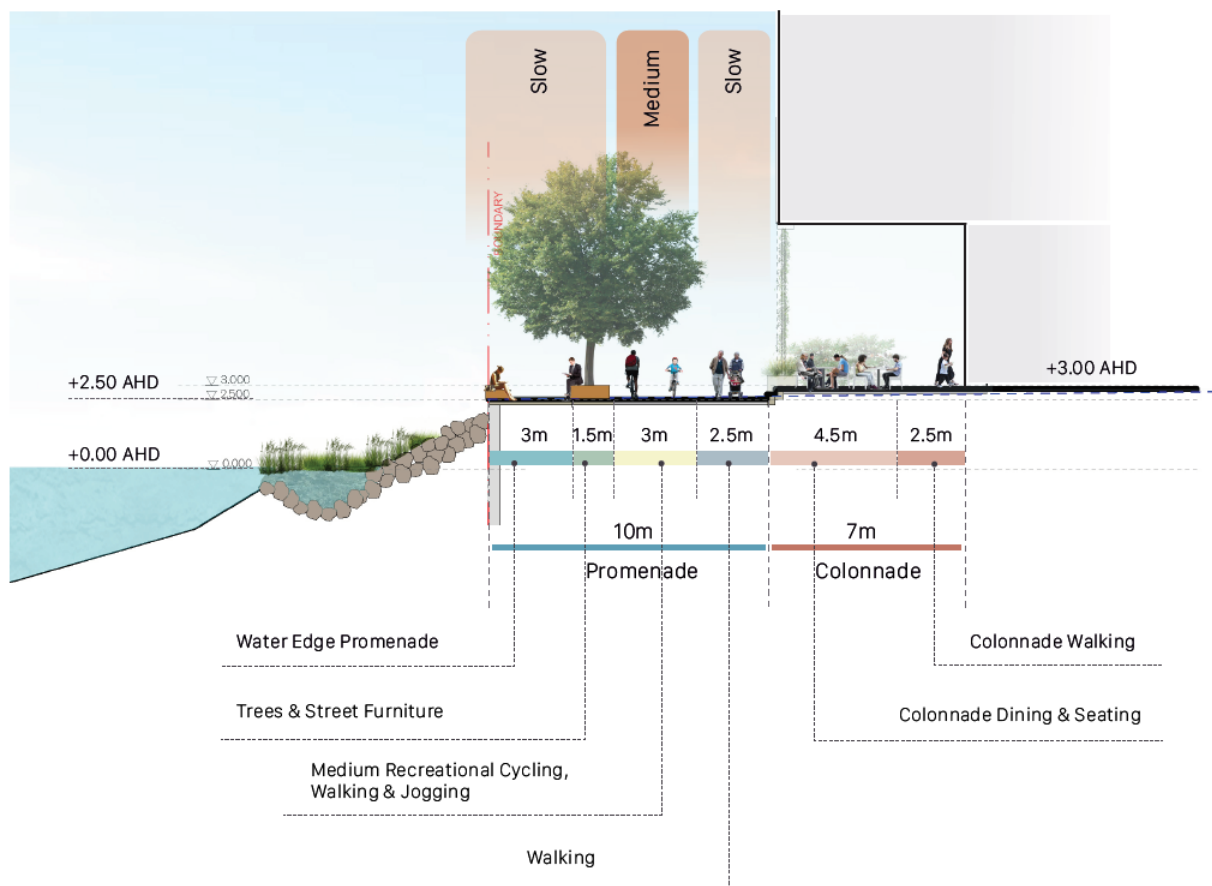 Slow
Medium
Slow
BOUNDARY
+2.50 AHD
3.000
2.500
+3.00 AHD
+0.00 AHD
0.000
3m
1.5m
3m
2.5m
4.5m
2.5m
10m
7m
Promenade
Colonnade
Water Edge Promenade
Colonnade Walking
Trees & Street Furniture
Colonnade Dining & Seating
Medium Recreational Cycling,
Walking & Jogging
Walking